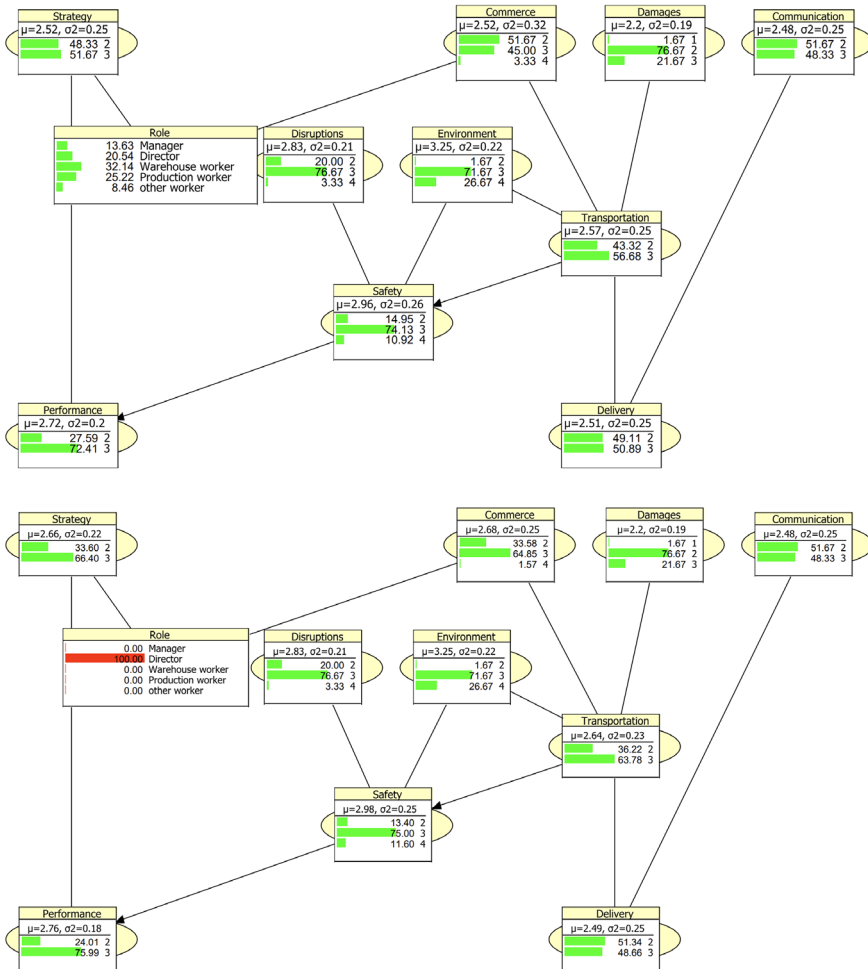 Strategy
μ=2.52, σ2=0.25
48.33 2
51.67 3
Commerce
μ=2.52, σ2=0.32
51.67 2
45.00 3
3.33 4
Damages
μ=2.2, σ2=0.19
1.67 1
76.67 2
21.67 3
Communication
μ=2.48, σ2=0.25
51.67 2
48.33 3
Role
13.63 Manager
20.54 Director
32.14 Warehouse worker
25.22 Production worker
8.46 other worker
Disruptions
μ=2.83, σ2=0.21
20.00 2
76.67 3
3.33 4
Environment
μ=3.25, σ2=0.22
1.67 2
71.67 3
26.67 4
Transportation
μ=2.57, σ2=0.25
43.32 2
56.68 3
Safety
μ=2.96, σ2=0.26
14.95 2
74.13 3
10.92 4
Performance
μ=2.72, σ2=0.2
27.59 2
72.41 3
Delivery
μ=2.51, σ2=0.25
49.11 2
50.89 3
Strategy
μ=2.66, σ2=0.22
33.60 2
66.40 3
Commerce
μ=2.68, σ2=0.25
33.58 2
64.85 3
1.57 4
Damages
μ=2.2, σ2=0.19
1.67 1
76.67 2
21.67 3
Communication
μ=2.48, σ2=0.25
51.67 2
48.33 3
Role
0.00 Manager
100.00 Director
0.00 Warehouse worker
0.00 Production worker
0.00 other worker
Disruptions
μ=2.83, σ2=0.21
20.00 2
76.67 3
3.33 4
Environment
μ=3.25, σ2=0.22
1.67 2
71.67 3
26.67 4
Transportation
μ=2.64, σ2=0.23
36.22 2
63.78 3
Safety
μ=2.98, σ2=0.25
13.40 2
75.00 3
11.60 4
Performance
μ=2.76, σ2=0.18
24.01 2
75.99 3
Delivery
μ=2.49, σ2=0.25
51.34 2
48.66 3